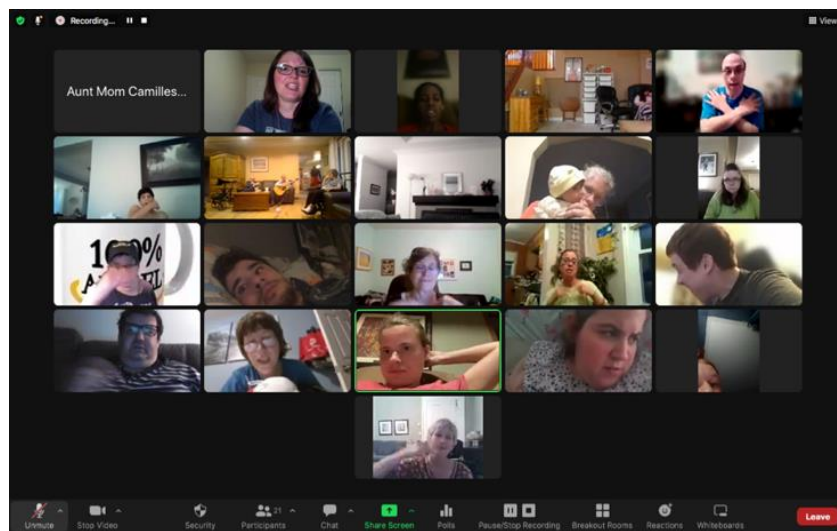 Recording...
View
Aunt Mom Camilles...
100%
Unmute
Stop Video
Security
Participants
21
Chat
Share Screen
Polls
Pause/Stop Recording
Breakout Rooms
Reactions
Whiteboards
Leave